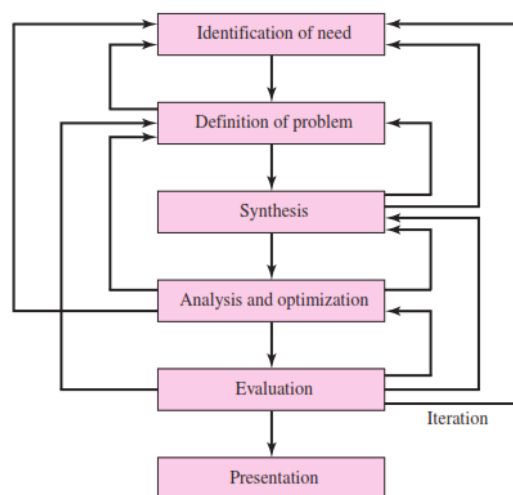 Identification of need
Definition of problem
Synthesis
Analysis and optimization
Evaluation
Iteration
Presentation